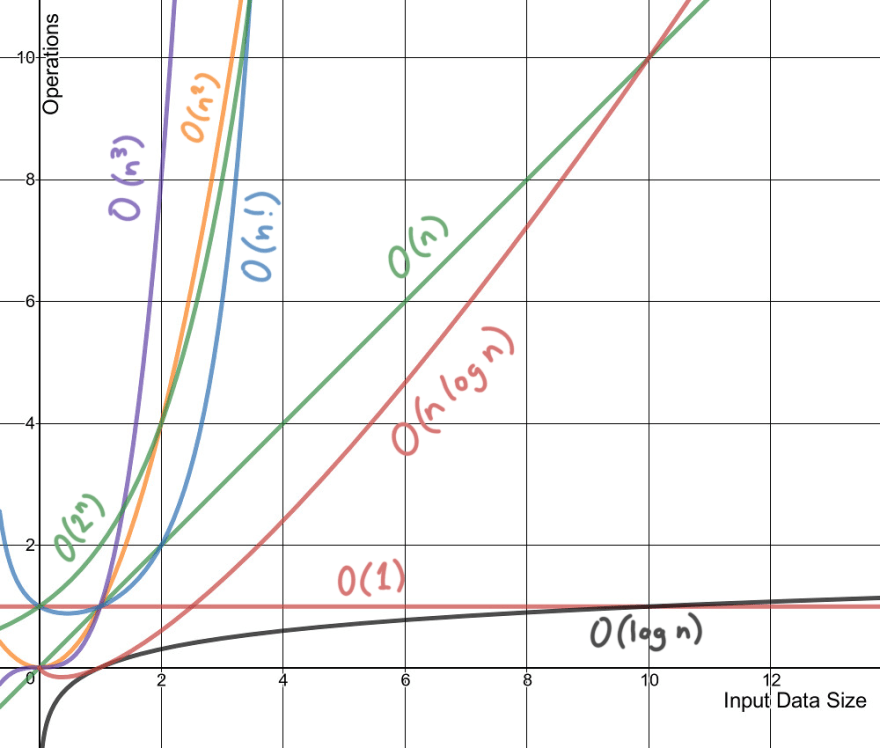 Operations
10
8
6
4
2
0
2
4
6
8
10
12
Input Data Size
O(n³)
O(n²)
O(n!)
O(n)
O(n log n)
O(2ⁿ)
O(1)
O(log n)